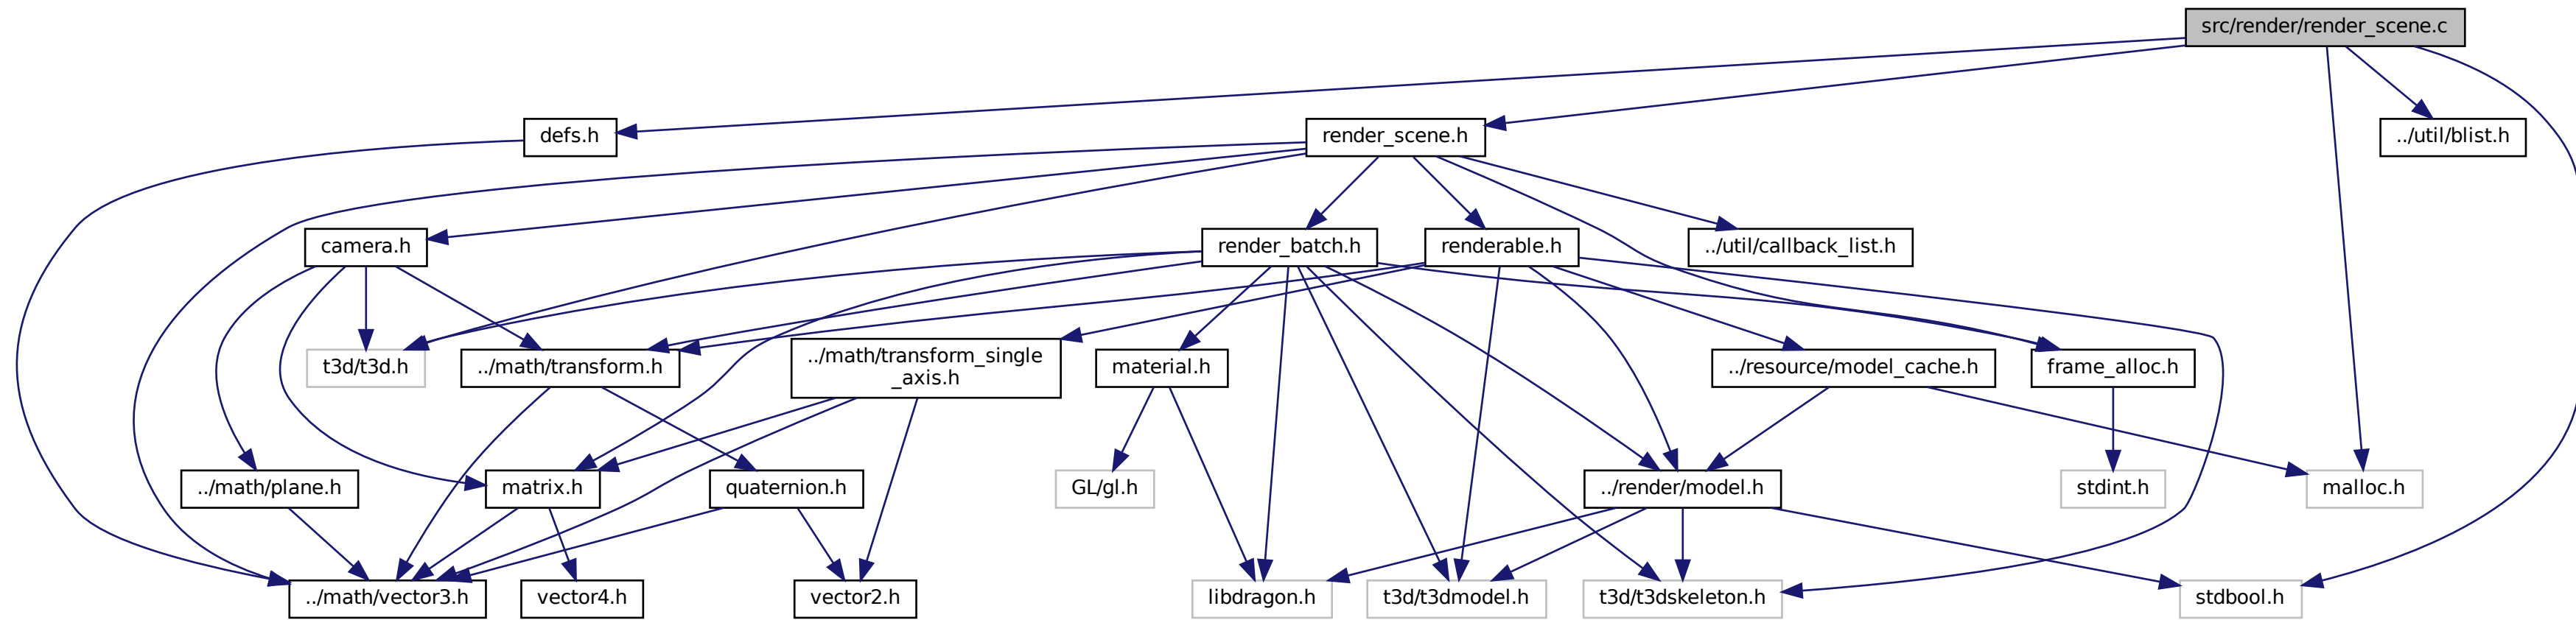 src/render/render_scene.c
defs.h
render_scene.h
../util/blist.h
camera.h
render_batch.h
renderable.h
../util/callback_list.h
t3d/t3d.h
../math/transform.h
../math/transform_single
_axis.h
material.h
../resource/model_cache.h
frame_alloc.h
../math/plane.h
matrix.h
quaternion.h
GL/gl.h
../render/model.h
stdint.h
malloc.h
../math/vector3.h
vector4.h
vector2.h
libdragon.h
t3d/t3dmodel.h
t3d/t3dskeleton.h
stdbool.h